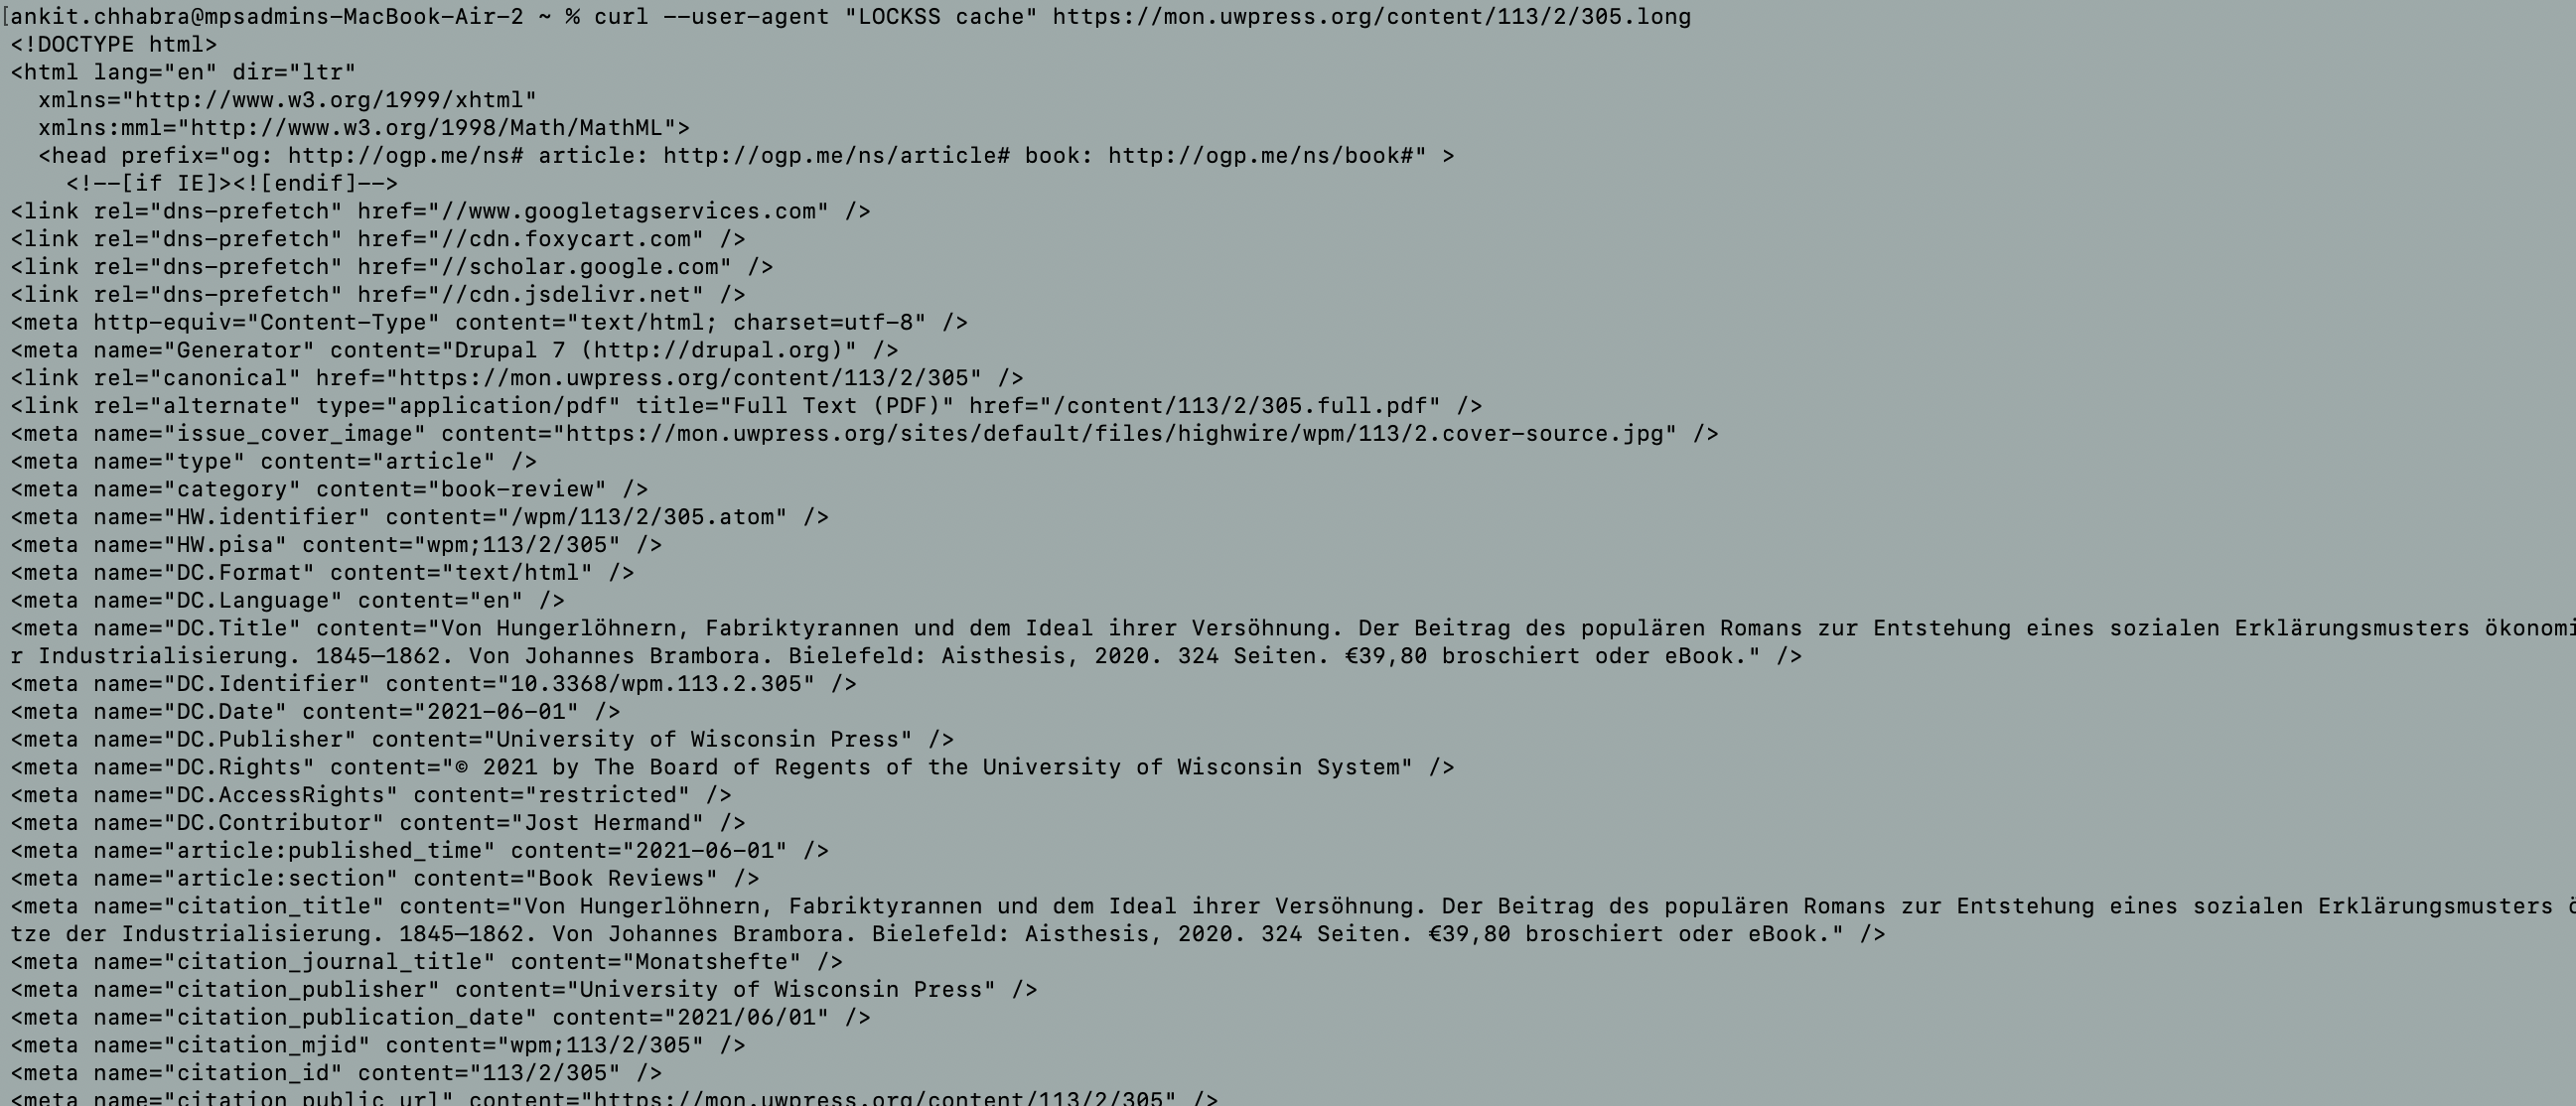 [ankit.chhabra@mpsadmins-MacBook-Air-2 ~ % curl --user-agent "LOCKSS cache" https://mon.uwpress.org/content/113/2/305.long
<!DOCTYPE html>
<html lang="en" dir="ltr"
xmlns="http://www.w3.org/1999/xhtml"
xmlns:mml="http://www.w3.org/1998/Math/MathML">
<head prefix="og: http://ogp.me/ns# article: http://ogp.me/ns/article# book: http://ogp.me/ns/book#" >
<!--[if IE]><![endif]-->
<link rel="dns-prefetch" href="//www.googletagservices.com" />
<link rel="dns-prefetch" href="//cdn.foxycart.com" />
<link rel="dns-prefetch" href="//scholar.google.com" />
<link rel="dns-prefetch" href="//cdn.jsdelivr.net" />
<meta http-equiv="Content-Type" content="text/html; charset=utf-8" />
<meta name="Generator" content="Drupal 7 (http://drupal.org)" />
<link rel="canonical" href="https://mon.uwpress.org/content/113/2/305" />
<link rel="alternate" type="application/pdf" title="Full Text (PDF)" href="/content/113/2/305.full.pdf" />
<meta name="issue_cover_image" content="https://mon.uwpress.org/sites/default/files/highwire/wpm/113/2.cover-source.jpg" />
<meta name="type" content="article" />
<meta name="category" content="book-review" />
<meta name="HW.identifier" content="/wpm/113/2/305.atom" />
<meta name="HW.pisa" content="wpm;113/2/305" />
<meta name="DC.Format" content="text/html" />
<meta name="DC.Language" content="en" />
<meta name="DC.Title" content="Von Hungerlöhnern, Fabriktyrannen und dem Ideal ihrer Versöhnung. Der Beitrag des populären Romans zur Entstehung eines sozialen Erklärungsmusters ökonomi
r Industrialisierung. 1845–1862. Von Johannes Brambora. Bielefeld: Aisthesis, 2020. 324 Seiten. €39,80 broschiert oder eBook." />
<meta name="DC.Identifier" content="10.3368/wpm.113.2.305" />
<meta name="DC.Date" content="2021-06-01" />
<meta name="DC.Publisher" content="University of Wisconsin Press" />
<meta name="DC.Rights" content="© 2021 by The Board of Regents of the University of Wisconsin System" />
<meta name="DC.AccessRights" content="restricted" />
<meta name="DC.Contributor" content="Jost Hermand" />
<meta name="article:published_time" content="2021-06-01" />
<meta name="article:section" content="Book Reviews" />
<meta name="citation_title" content="Von Hungerlöhnern, Fabriktyrannen und dem Ideal ihrer Versöhnung. Der Beitrag des populären Romans zur Entstehung eines sozialen Erklärungsmusters ö
tze der Industrialisierung. 1845–1862. Von Johannes Brambora. Bielefeld: Aisthesis, 2020. 324 Seiten. €39,80 broschiert oder eBook." />
<meta name="citation_journal_title" content="Monatshefte" />
<meta name="citation_publisher" content="University of Wisconsin Press" />
<meta name="citation_publication_date" content="2021/06/01" />
<meta name="citation_mjid" content="wpm;113/2/305" />
<meta name="citation_id" content="113/2/305" />
<meta name="citation_public_url" content="https://mon.uwpress.org/content/113/2/305" />